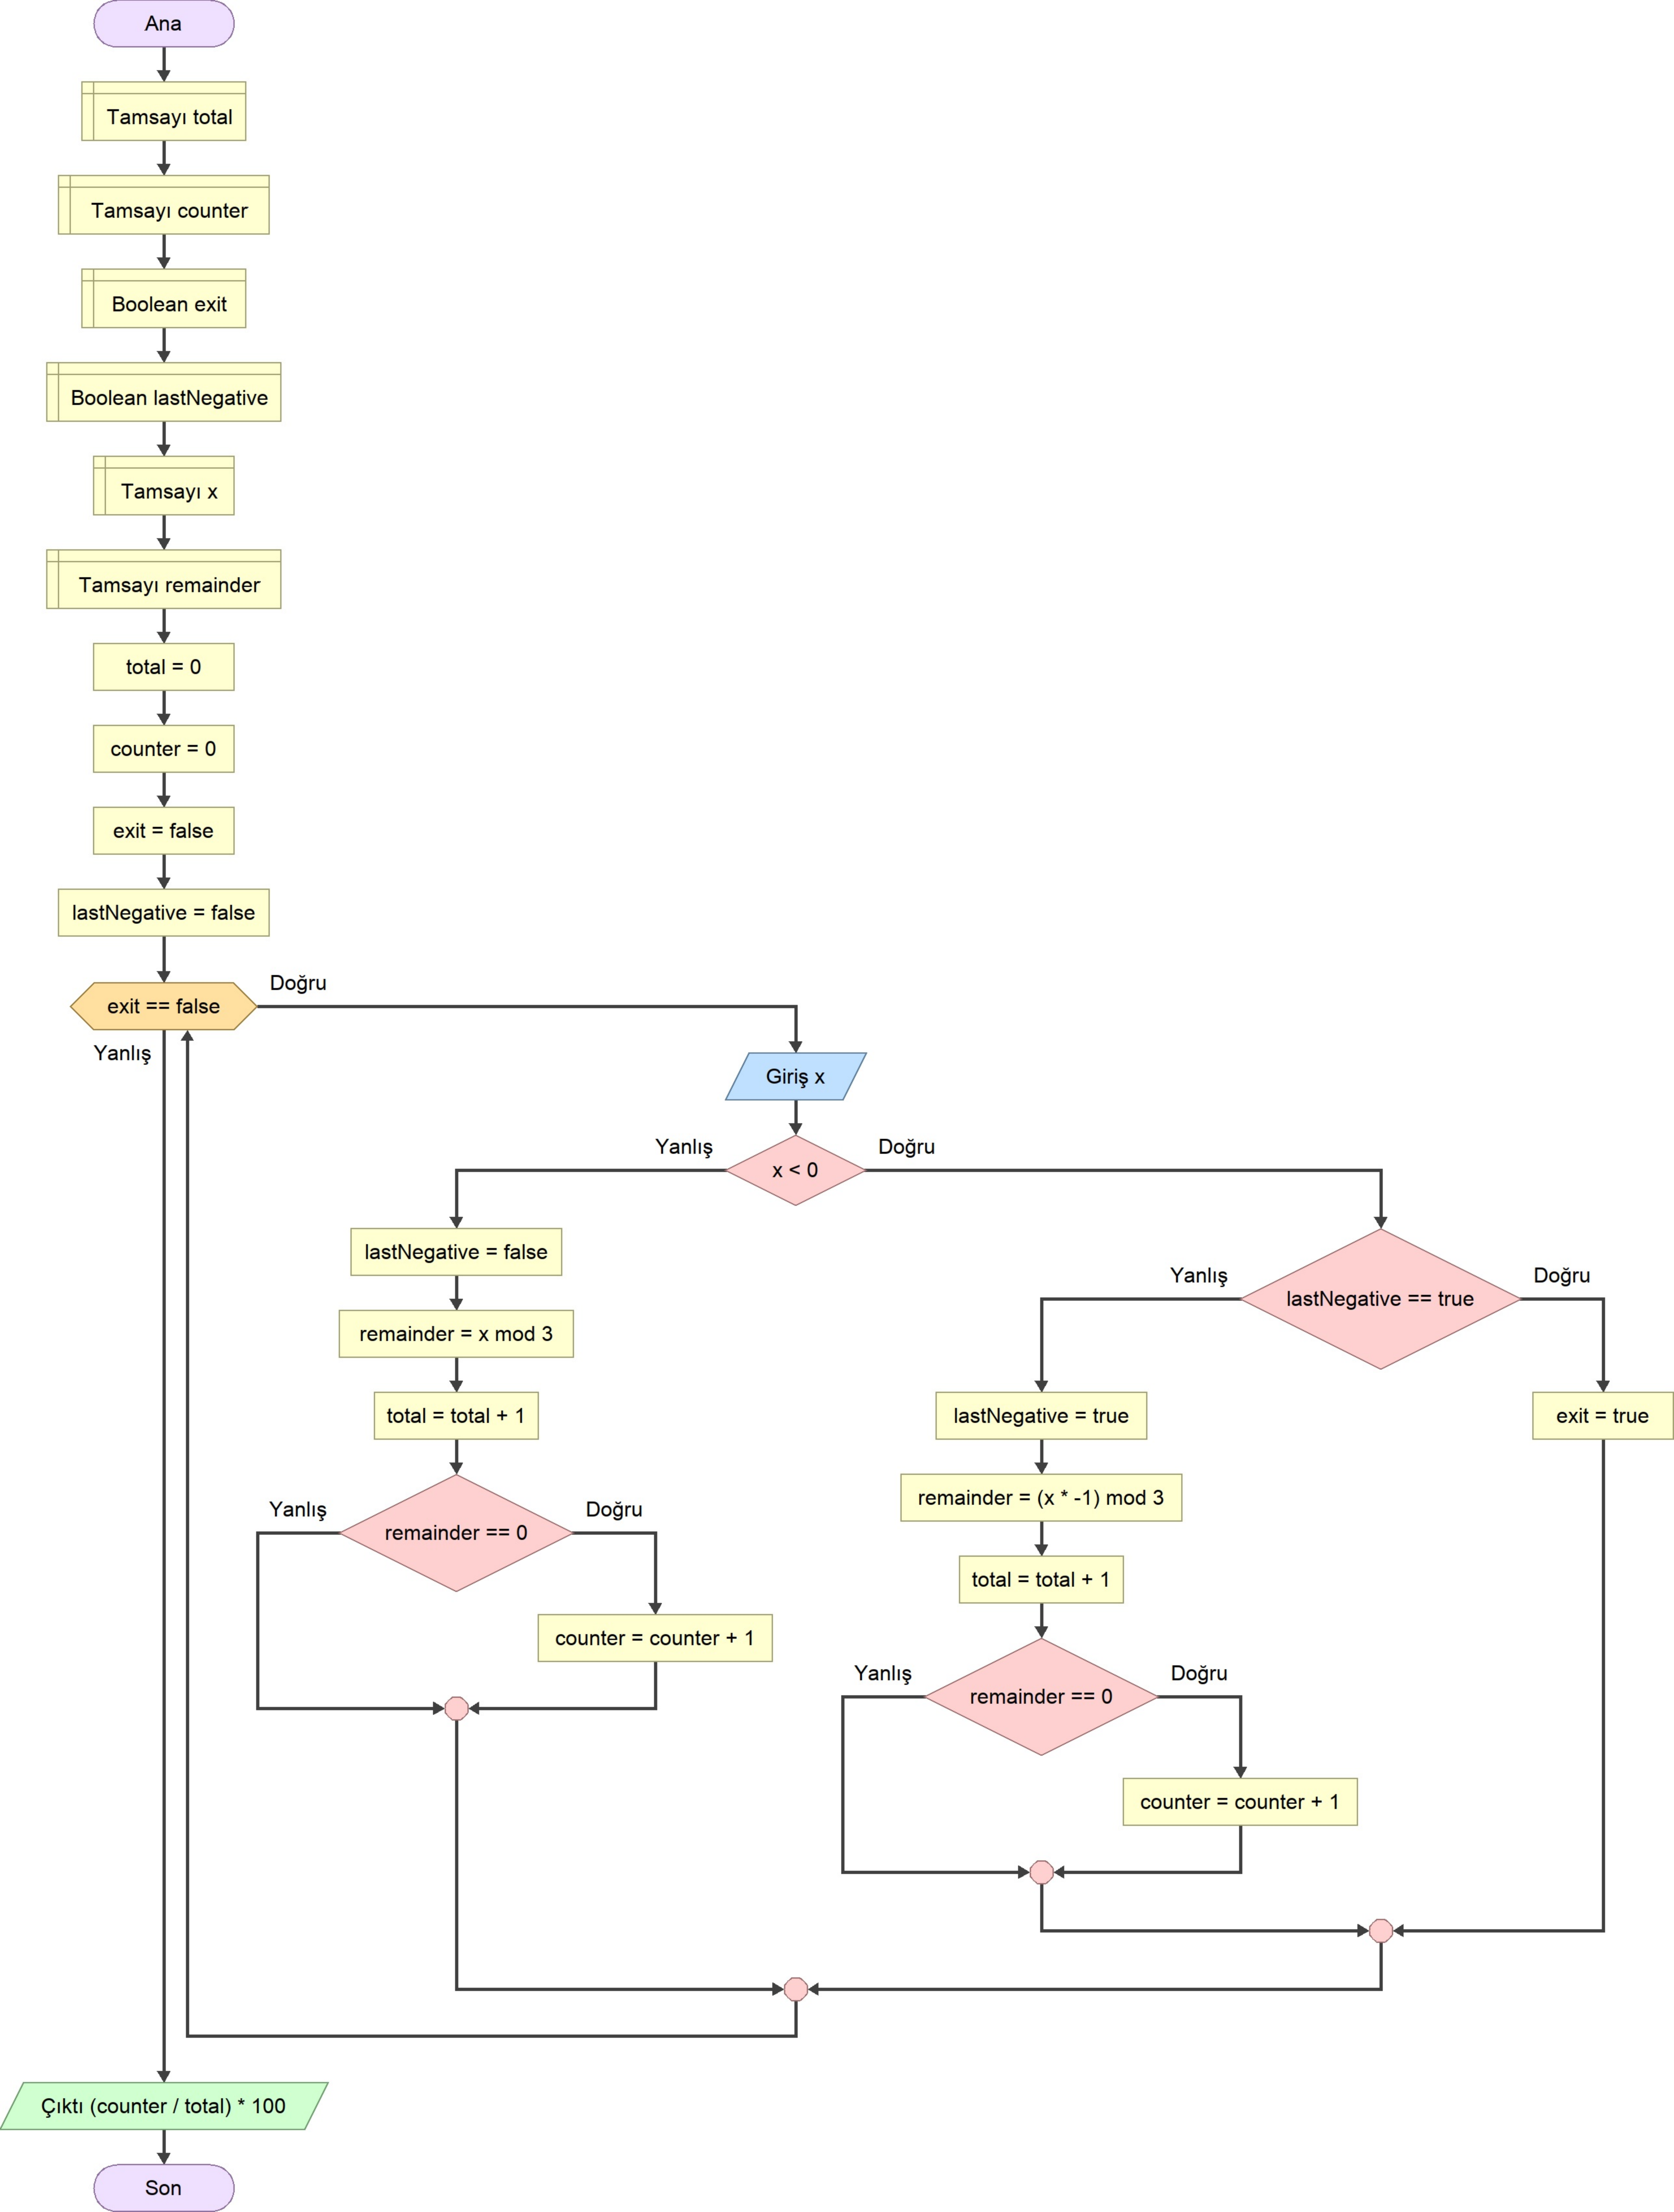 Ana
Tamsayı total
Tamsayı counter
Boolean exit
Boolean lastNegative
Tamsayı x
Tamsayı remainder
total = 0
counter = 0
exit = false
lastNegative = false
exit == false
Doğru
Yanlış
Giriş x
x < 0
Yanlış
Doğru
lastNegative = false
remainder = x mod 3
total = total + 1
remainder == 0
Yanlış
Doğru
counter = counter + 1
lastNegative == true
Yanlış
Doğru
lastNegative = true
remainder = (x * -1) mod 3
total = total + 1
remainder == 0
Yanlış
Doğru
counter = counter + 1
exit = true
Çıktı (counter / total) * 100
Son